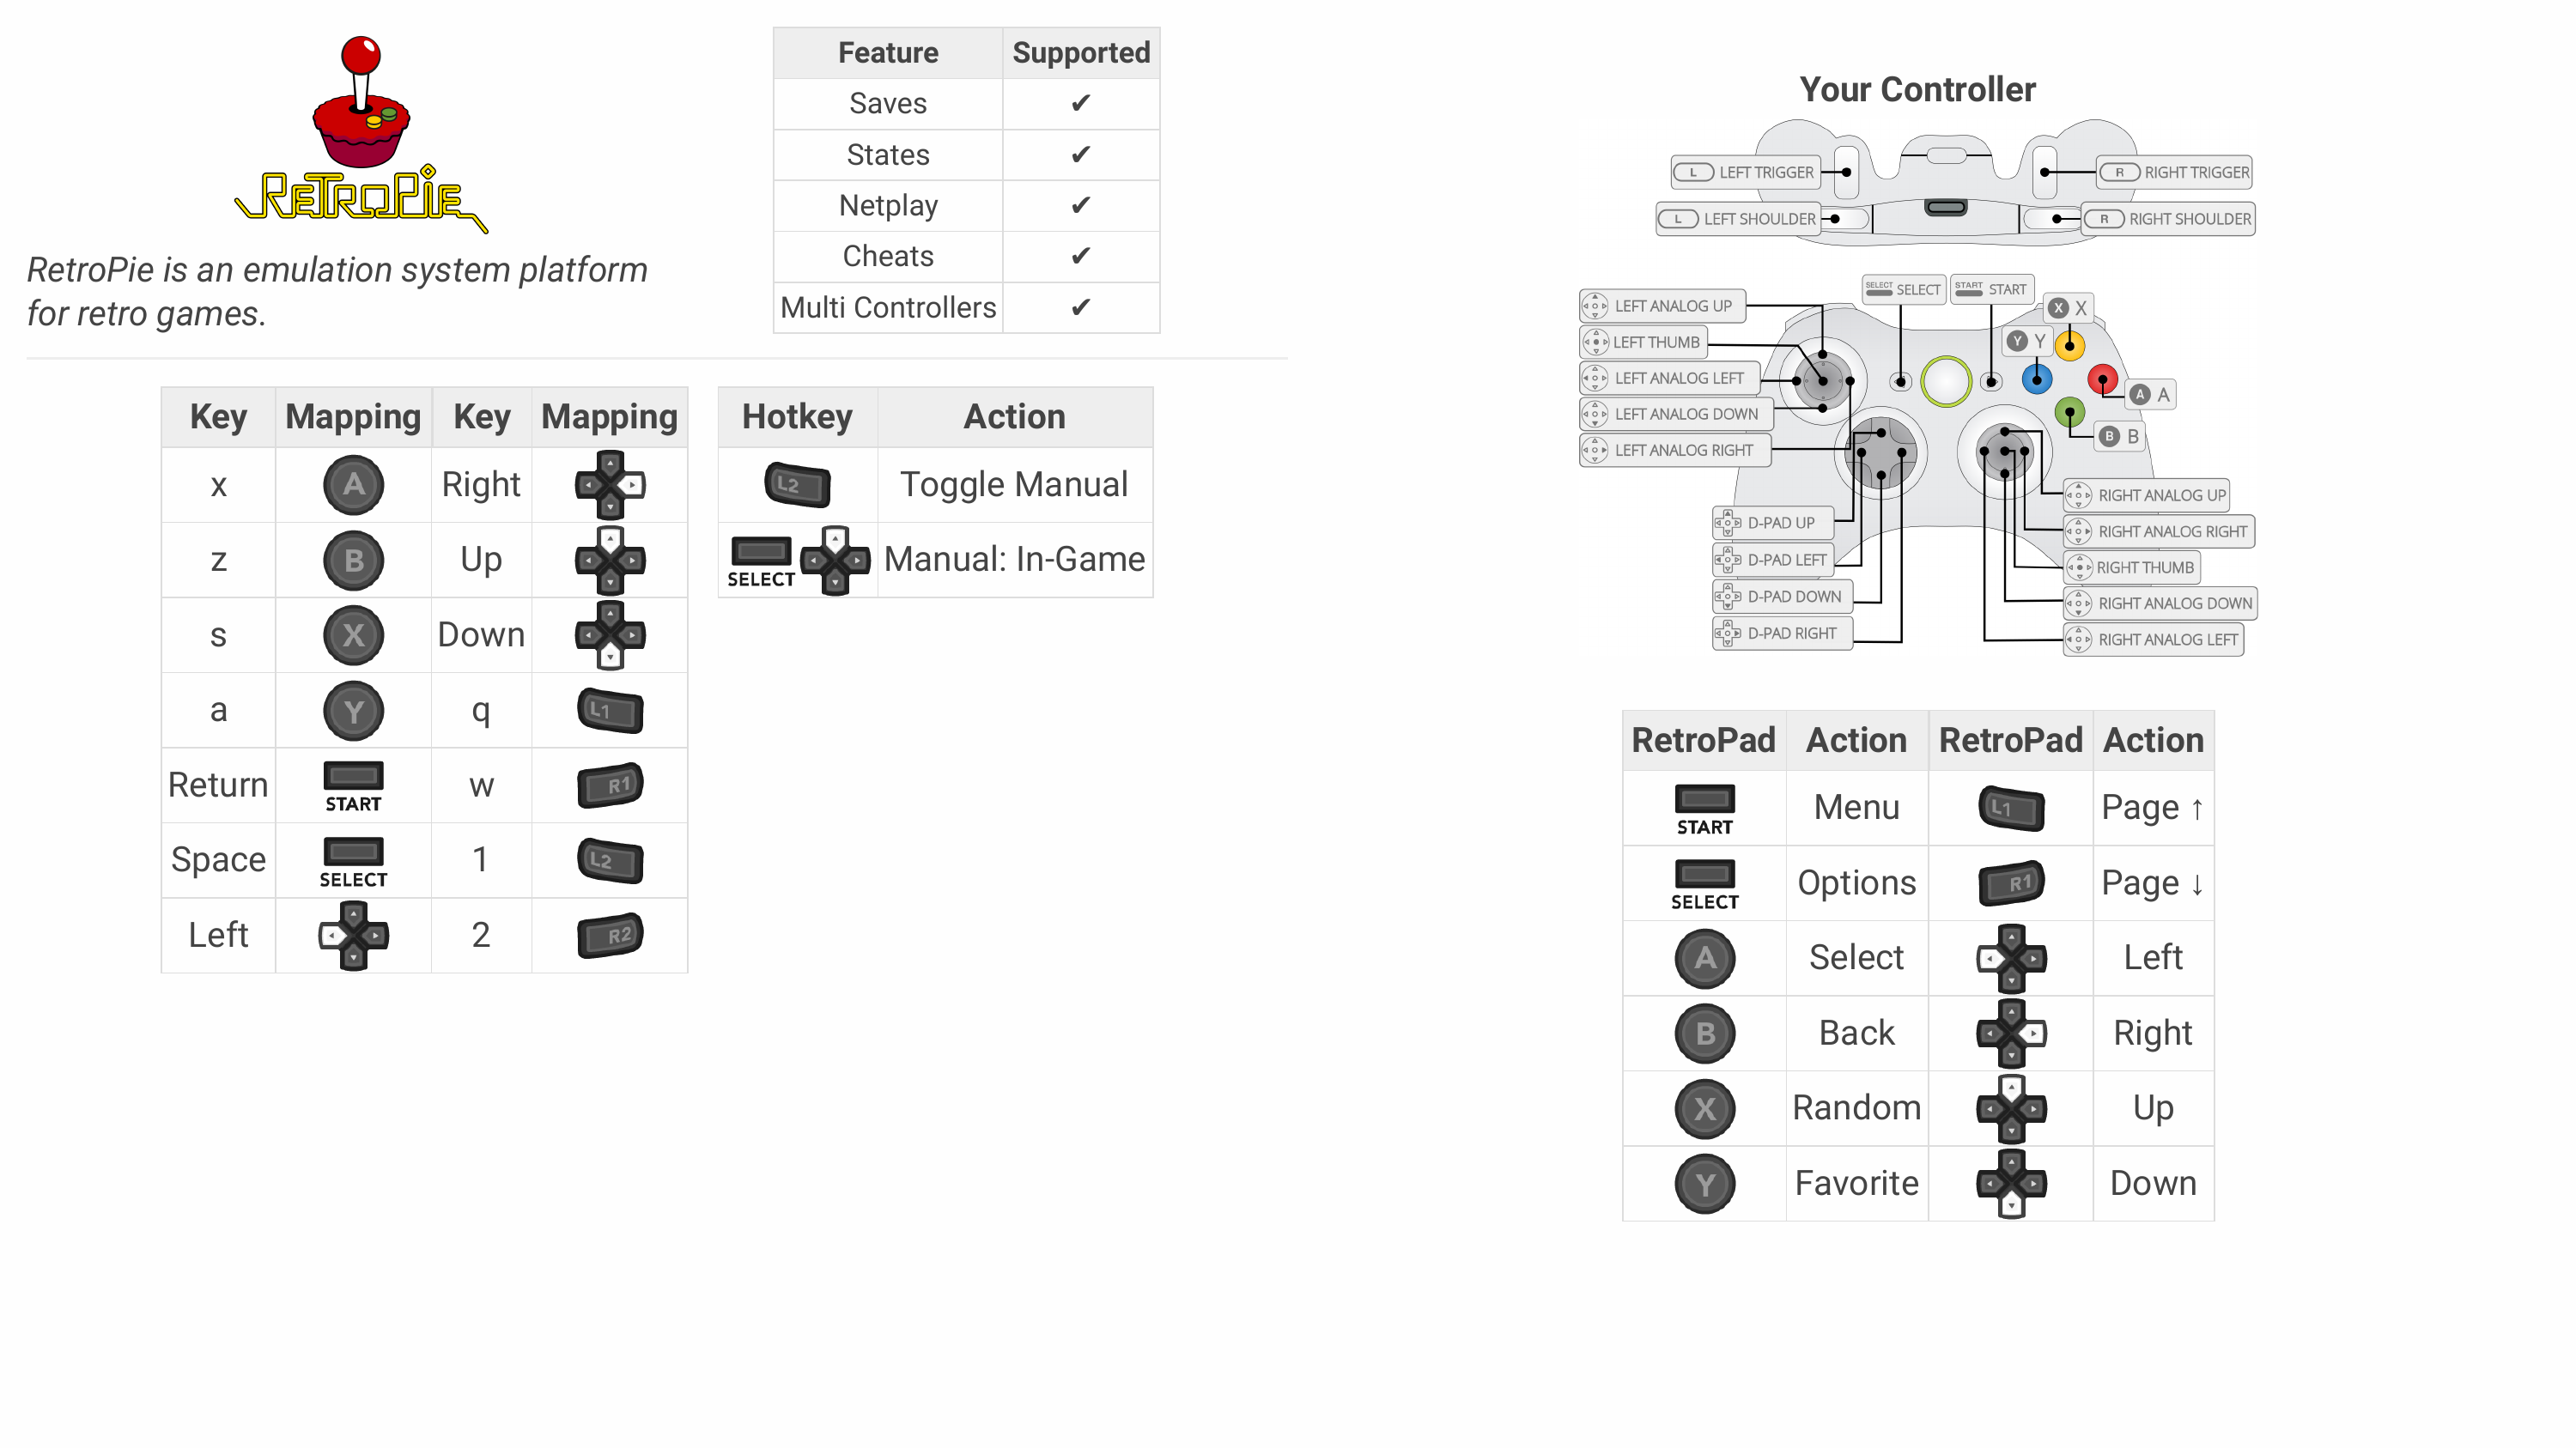 RetroPie
RetroPie is an emulation system platform
for retro games.
Feature Supported
Saves ✔
States ✔
Netplay ✔
Cheats ✔
Multi Controllers ✔
Key Mapping Key Mapping
x A Right
z B Up
s X Down
a Y q L1
Return START w R1
Space SELECT 1 L2
Left 2 R2
Hotkey Action
L2 Toggle Manual
SELECT Manual: In-Game
Your Controller
L LEFT TRIGGER R RIGHT TRIGGER
L LEFT SHOULDER R RIGHT SHOULDER
SELECT SELECT START START
LEFT ANALOG UP X X
LEFT THUMB Y Y
LEFT ANALOG LEFT A A
LEFT ANALOG DOWN B B
LEFT ANALOG RIGHT
RIGHT ANALOG UP
D-PAD UP RIGHT ANALOG RIGHT
D-PAD LEFT RIGHT THUMB
D-PAD DOWN RIGHT ANALOG DOWN
D-PAD RIGHT RIGHT ANALOG LEFT
RetroPad Action RetroPad Action
START Menu L1 Page ↑
SELECT Options R1 Page ↓
A Select Left
B Back Right
X Random Up
Y Favorite Down